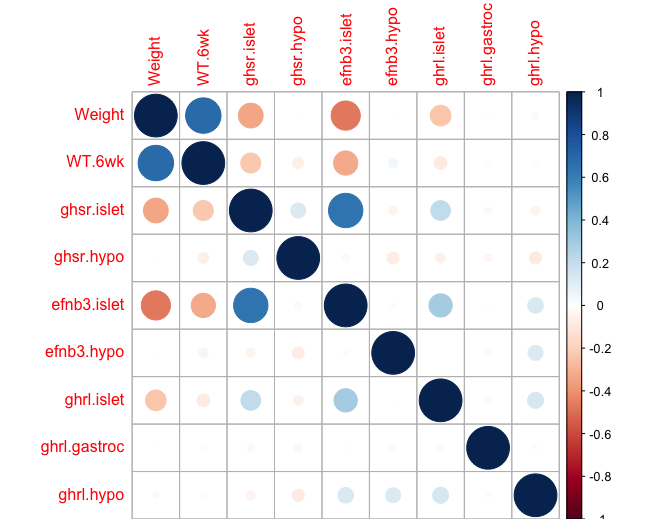 Weight
WT.6wk
ghsr.islet
ghsr.hypo
efnb3.islet
efnb3.hypo
ghrl.islet
ghrl.gastroc
ghrl.hypo
Weight
WT.6wk
ghsr.islet
ghsr.hypo
efnb3.islet
efnb3.hypo
ghrl.islet
ghrl.gastroc
ghrl.hypo
1
0.8
0.6
0.4
0.2
0
-0.2
-0.4
-0.6
-0.8
-1